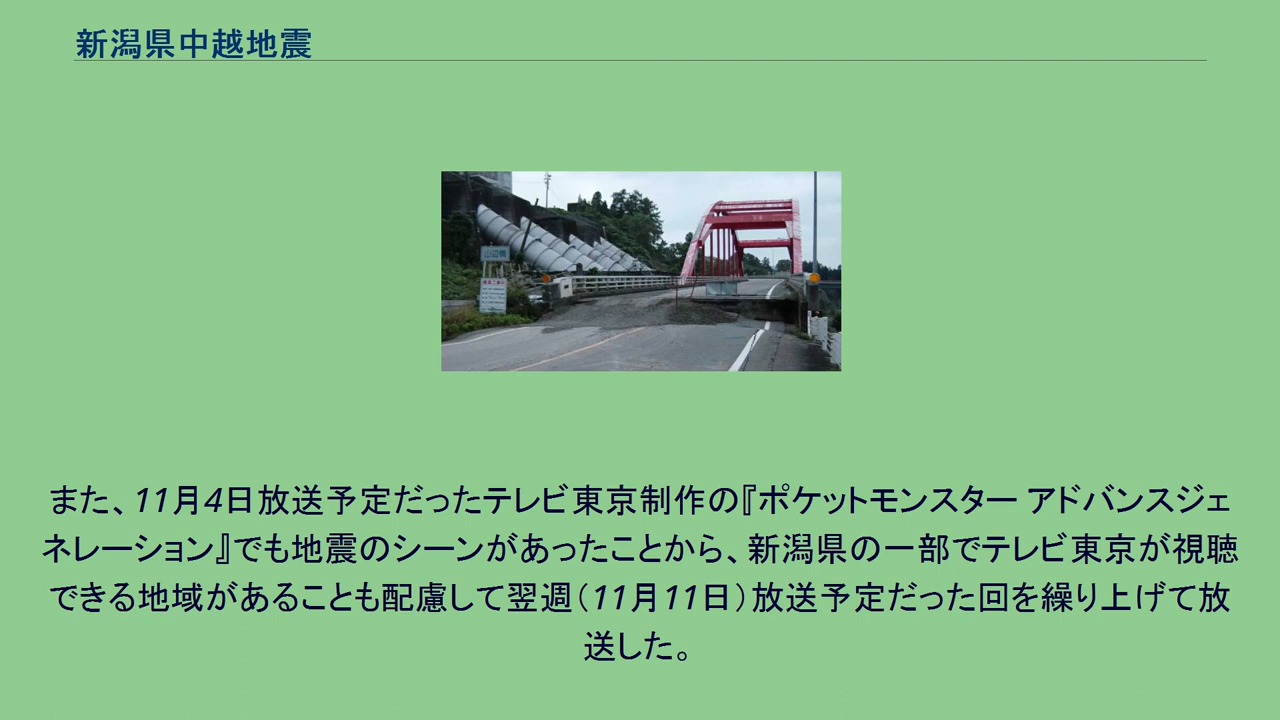 新潟県中越地震
山辺橋
また、11月4日放送予定だったテレビ東京制作の『ポケットモンスター アドバンスジェ
ネレーション』でも地震のシーンがあったことから、新潟県の一部でテレビ東京が視聴
できる地域があることも配慮して翌週（11月11日）放送予定だった回を繰り上げて放
送した。